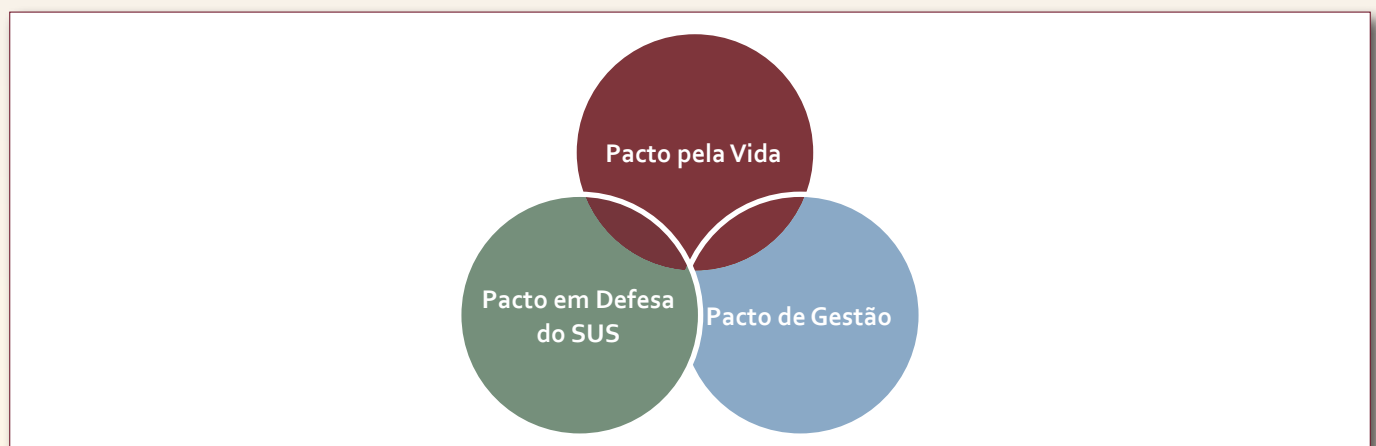 Pacto pela Vida
Pacto em Defesa
do SUS
Pacto de Gestão